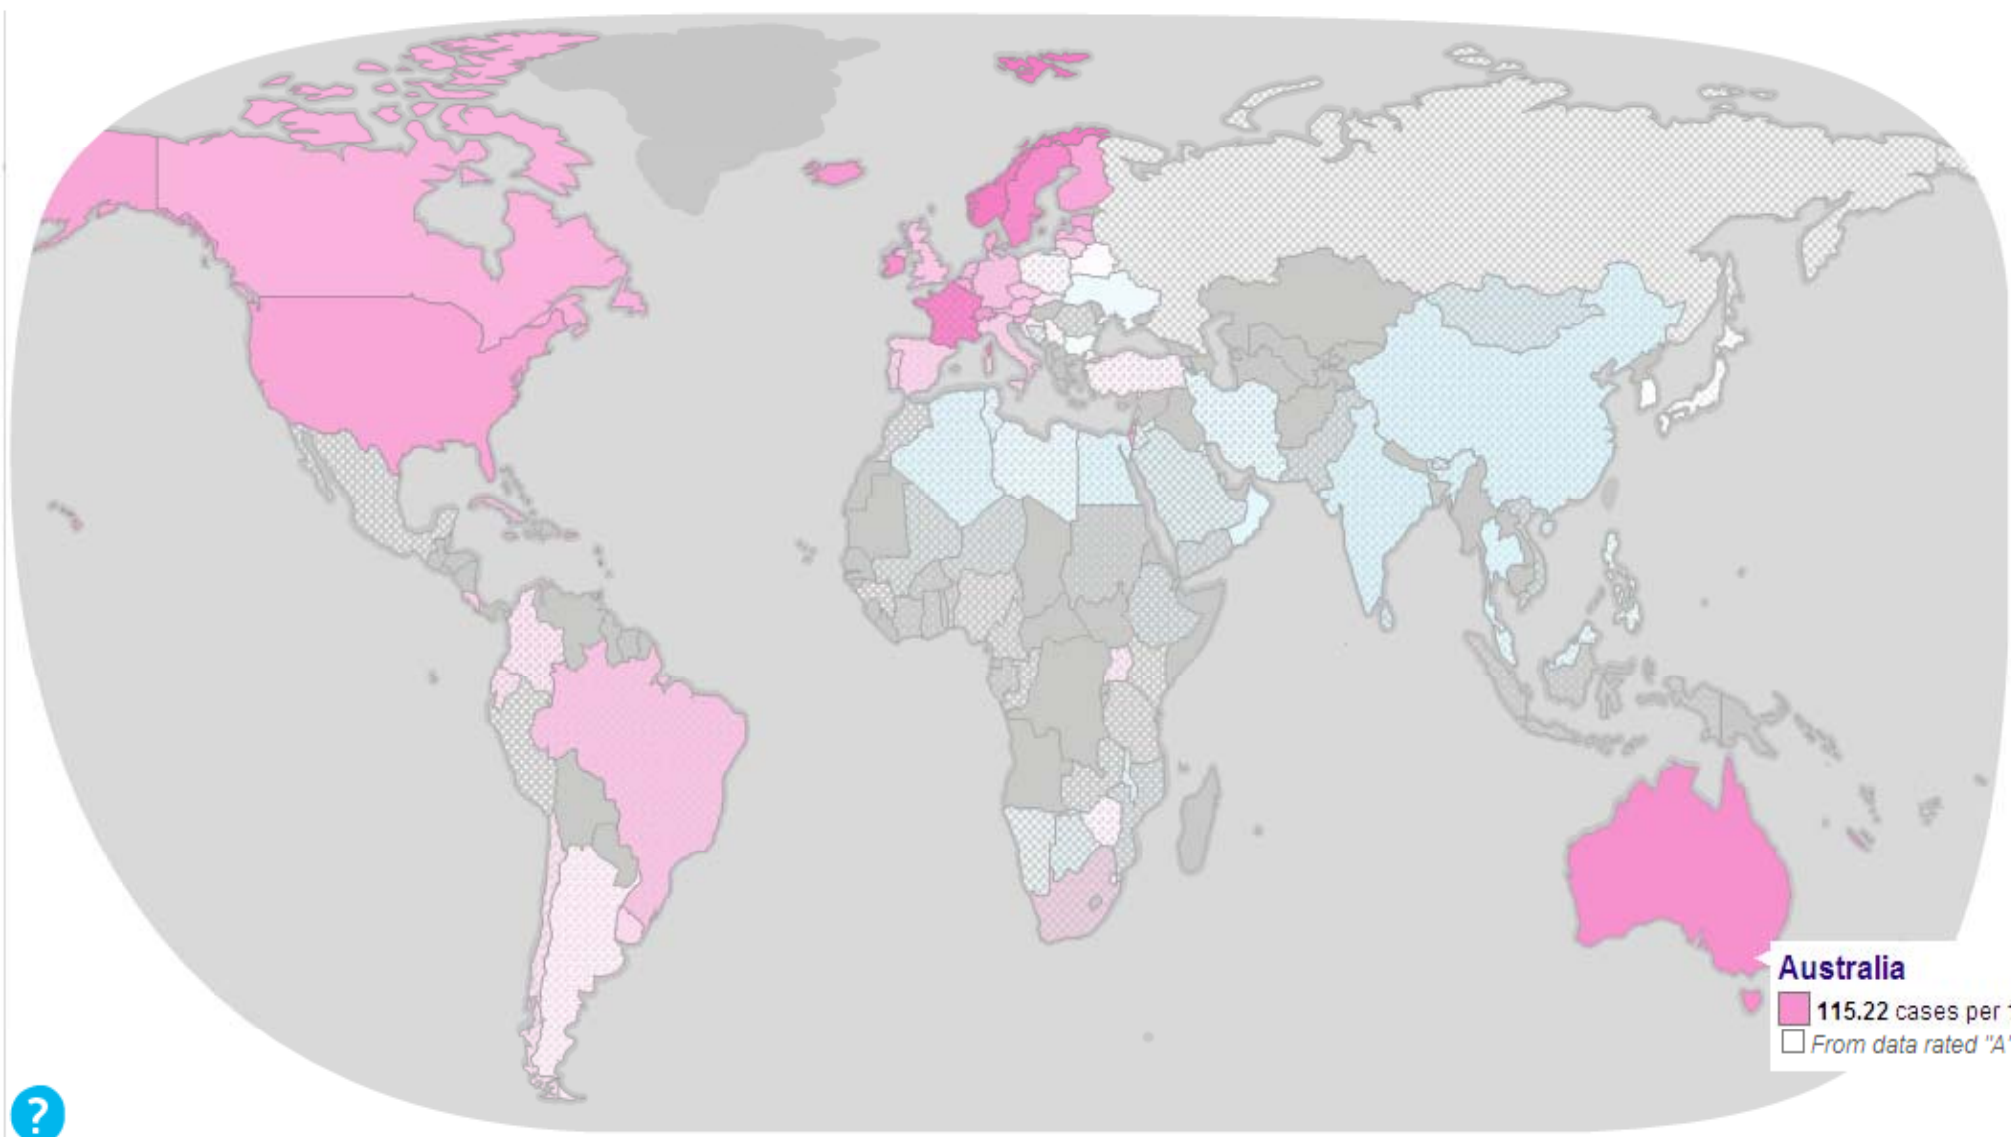 Australia
115.22 cases per
From data rated "A"
?